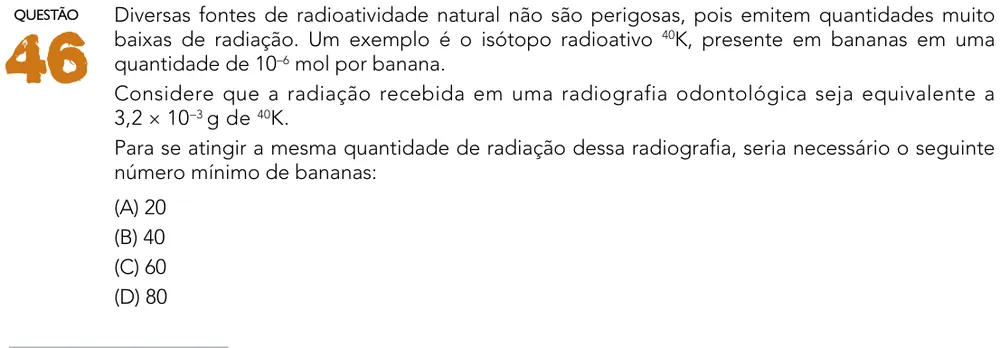 QUESTÃO
46
Diversas fontes de radioatividade natural não são perigosas, pois emitem quantidades muito
baixas de radiação. Um exemplo é o isótopo radioativo ⁴⁰K, presente em bananas em uma
quantidade de 10⁻⁶ mol por banana.
Considere que a radiação recebida em uma radiografia odontológica seja equivalente a
3,2 × 10⁻³ g de ⁴⁰K.
Para se atingir a mesma quantidade de radiação dessa radiografia, seria necessário o seguinte
número mínimo de bananas:
(A) 20
(B) 40
(C) 60
(D) 80